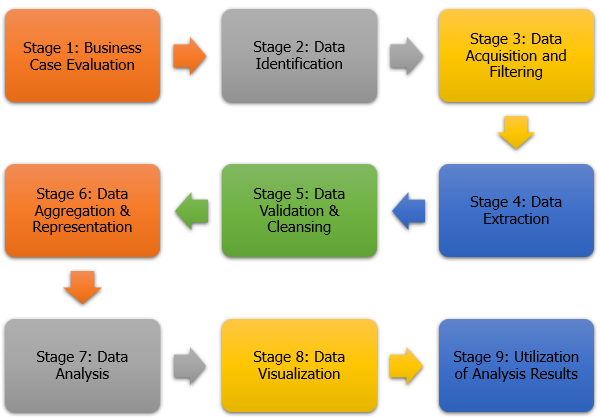 Stage 1: Business
Case Evaluation
Stage 2: Data
Identification
Stage 3: Data
Acquisition and
Filtering
Stage 4: Data
Extraction
Stage 5: Data
Validation &
Cleansing
Stage 6: Data
Aggregation &
Representation
Stage 7: Data
Analysis
Stage 8: Data
Visualization
Stage 9: Utilization
of Analysis Results